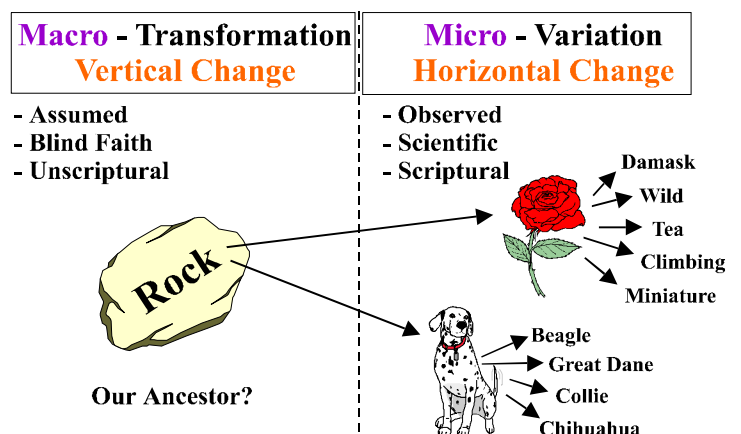 Macro - Transformation
Vertical Change
- Assumed
- Blind Faith
- Unscriptural
Rock
Our Ancestor?
Micro - Variation
Horizontal Change
- Observed
- Scientific
- Scriptural
Damask
Wild
Tea
Climbing
Miniature
Beagle
Great Dane
Collie
Chihuahua